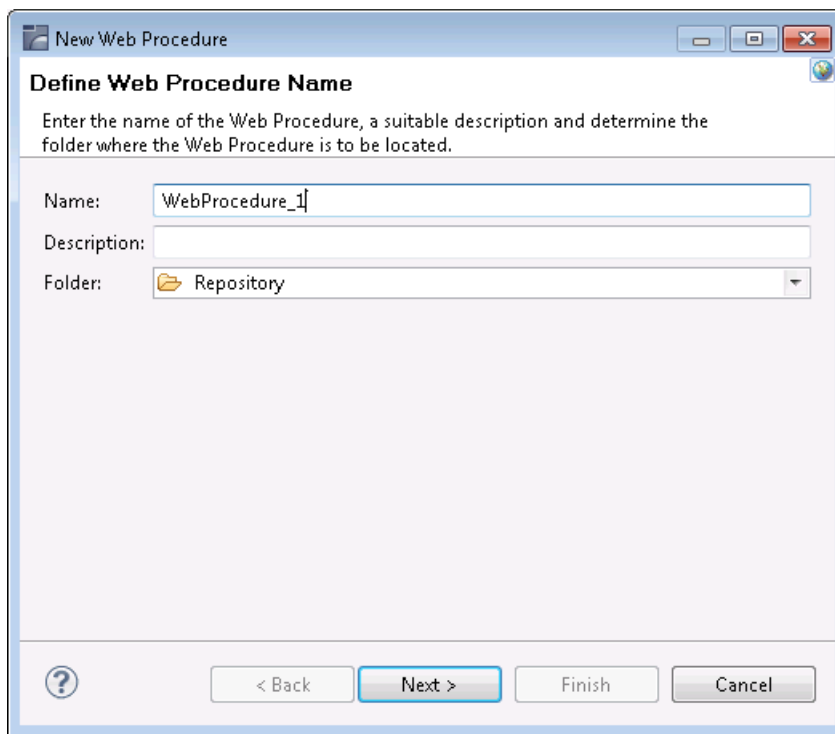 New Web Procedure
Define Web Procedure Name
Enter the name of the Web Procedure, a suitable description and determine the
folder where the Web Procedure is to be located.
Name: WebProcedure_1
Description:
Folder: Repository
? < Back Next > Finish Cancel